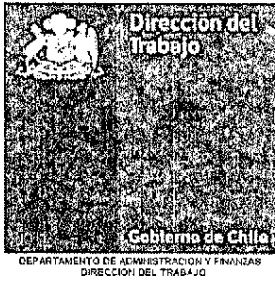 Dirección del
Trabajo
Gobierno de Chile
DEPARTAMENTO DE ADMINISTRACION Y FINANZAS
DIRECCION DEL TRABAJO